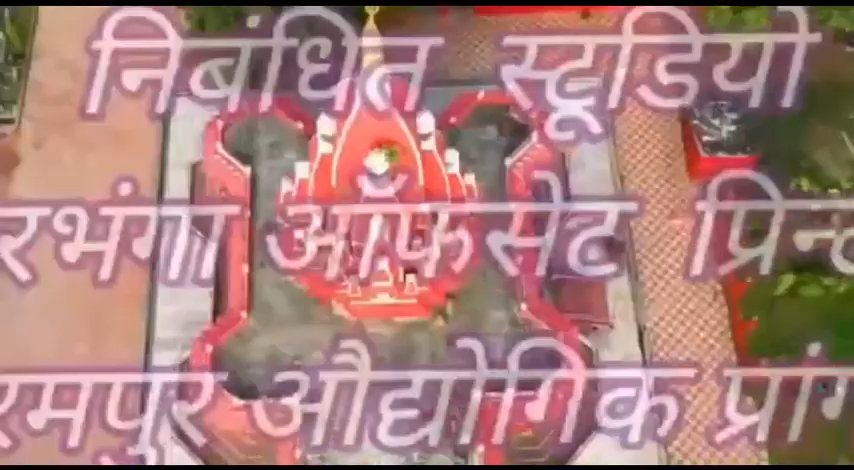 निबंधित स्टूडियो
रभंगा ऑफसेट प्रिन्ट
रमपुर औद्योगिक प्रांग